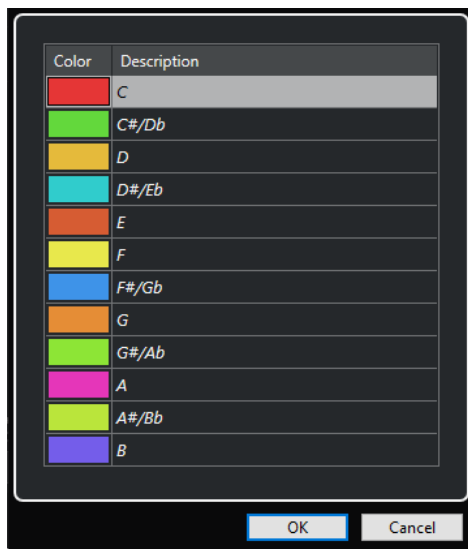 Color Description
C
C#/Db
D
D#/Eb
E
F
F#/Gb
G
G#/Ab
A
A#/Bb
B
OK Cancel